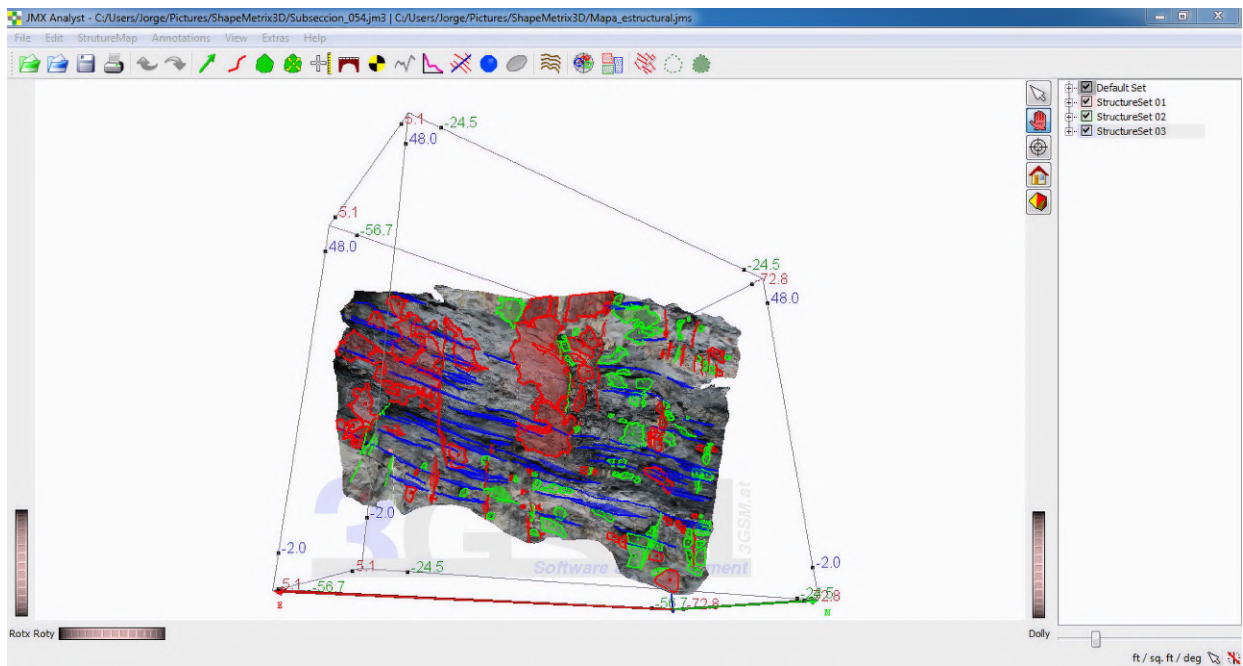 JMX Analyst - C:/Users/Jorge/Pictures/ShapeMetrix3D/Subseccion_054.jm3 | C:/Users/Jorge/Pictures/ShapeMetrix3D/Mapa_estructural.jms
File Edit StrutureMap Annotations View Extras Help
Default Set
StructureSet 01
StructureSet 02
StructureSet 03
5.1
-24.5
48.0
5.1
-56.7
48.0
-24.5
-72.8
48.0
-2.0
-2.0
-2.0
5.1
-24.5
5.1
-56.7
-56.7
-72.8
-24.5
72.8
E
N
3GSM
3GSM.at
Software
Rotx Roty
Dolly
ft / sq. ft / deg